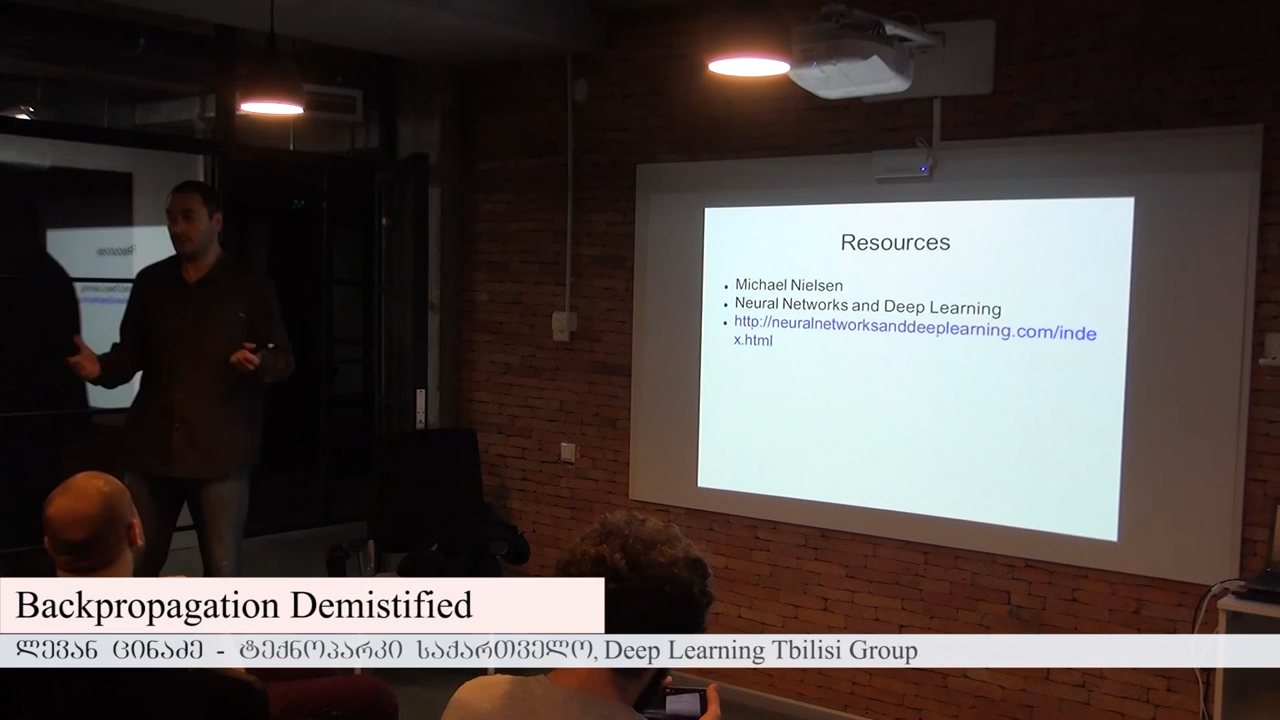 Resources
Michael Nielsen
Neural Networks and Deep Learning
http://neuralnetworksanddeeplearning.com/inde
x.html
Backpropagation Demistified
ლევან ცინაძე - ტექნოპარკი საქართველო, Deep Learning Tbilisi Group